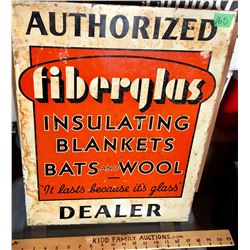 AUTHORIZED
165
fiberglas
INSULATING
BLANKETS
BATS AND WOOL
"It lasts because it's glass"
DEALER
KIDD FAMILY AUCTIONS